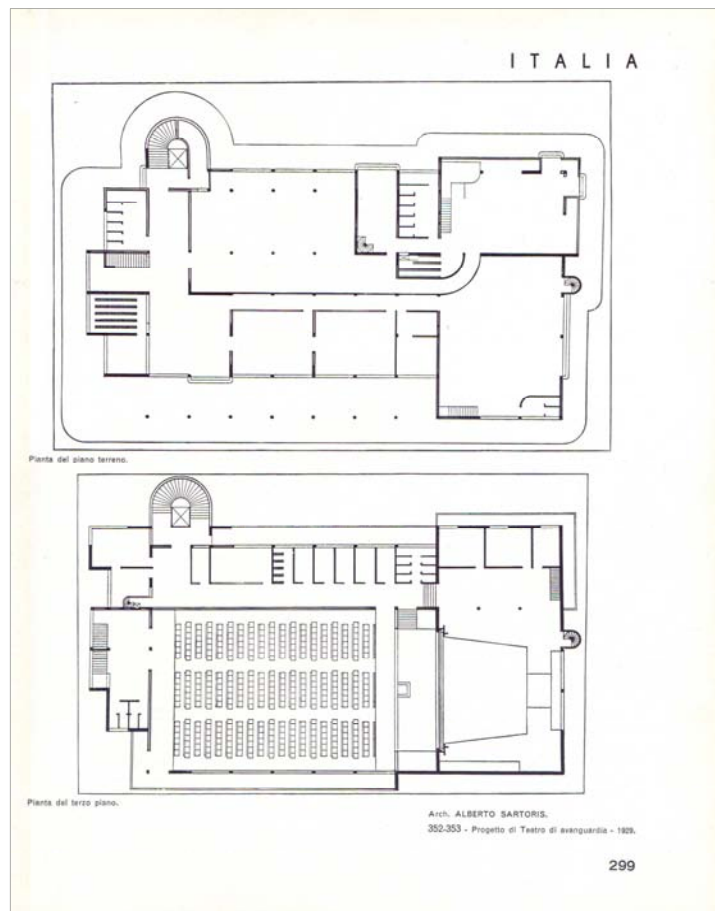 ITALIA
Pianta del piano terreno.
Pianta del terzo piano.
Arch. ALBERTO SARTORIS.
352-353 - Progetto di Teatro di avanguardia - 1929.
299